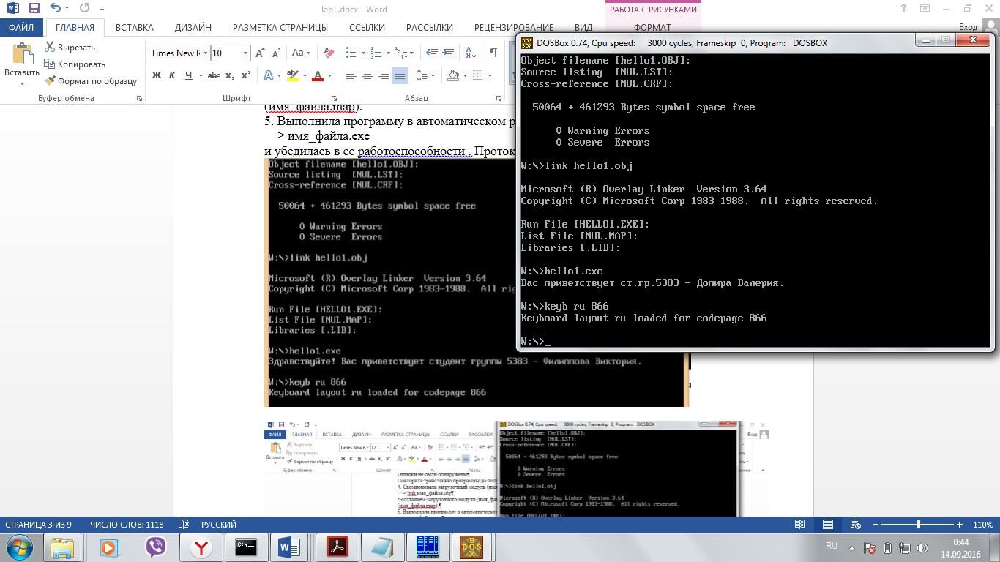 lab1.docx - Word
РАБОТА С РИСУНКАМИ
ФАЙЛ ГЛАВНАЯ ВСТАВКА ДИЗАЙН РАЗМЕТКА СТРАНИЦЫ ССЫЛКИ РАССЫЛКИ РЕЦЕНЗИРОВАНИЕ ВИД ФОРМАТ Вход
Вставить
Вырезать
Копировать
Формат по образцу
Буфер обмена
Times New R 10
Ж К Ч abc x₂ x²
Шрифт
Абзац
(имя_файла.map).
5. Выполнила программу в автоматическом р
> имя_файла.exe
и убедилась в ее работоспособности . Проток
Object filename [hello1.OBJ]:
Source listing [NUL.LST]:
Cross-reference [NUL.CRF]:
50064 + 461293 Bytes symbol space free
0 Warning Errors
0 Severe Errors
W:\>link hello1.obj
Microsoft (R) Overlay Linker Version 3.64
Copyright (C) Microsoft Corp 1983-1988. All rig
Run File [HELLO1.EXE]:
List File [NUL.MAP]:
Libraries [.LIB]:
W:\>hello1.exe
Здравствуйте! Вас приветствует студент группы 5383 - Филиппова Виктория.
W:\>keyb ru 866
Keyboard layout ru loaded for codepage 866
DOSBox 0.74, Cpu speed: 3000 cycles, Frameskip 0, Program: DOSBOX
Object filename [hello1.OBJ]:
Source listing [NUL.LST]:
Cross-reference [NUL.CRF]:
50064 + 461293 Bytes symbol space free
0 Warning Errors
0 Severe Errors
W:\>link hello1.obj
Microsoft (R) Overlay Linker Version 3.64
Copyright (C) Microsoft Corp 1983-1988. All rights reserved.
Run File [HELLO1.EXE]:
List File [NUL.MAP]:
Libraries [.LIB]:
W:\>hello1.exe
Вас приветствует ст.гр.5383 - Допира Валерия.
W:\>keyb ru 866
Keyboard layout ru loaded for codepage 866
W:\>_
ФАЙЛ ГЛАВНАЯ ВСТАВКА ДИЗАЙН РАЗМЕТКА СТРАНИЦЫ ССЫЛКИ РАССЫЛКИ
Вставить
Вырезать
Копировать
Формат по образцу
Буфер обмена
Times New R 12
Шрифт
Абзац
Вход
Ошибки не были обнаружены¶
Повторила трансляцию программы до пол
4. Скомпоновала загрузочный модуль (имя_
> link имя_файла.obj¶
с созданием загрузочного модуля (имя_фай
(имя_файла.map) ¶
5. Выполнила программу в автоматическо
DOSBox 0.74, Cpu speed: 3000 cycles, Frameskip 0, Program: DOSBOX
Object filename [hello1.OBJ]:
Source listing [NUL.LST]:
Cross-reference [NUL.CRF]:
50064 + 461293 Bytes symbol space free
0 Warning Errors
0 Severe Errors
W:\>link hello1.obj
Microsoft (R) Overlay Linker Version 3.64
Copyright (C) Microsoft Corp 1983-1988. All rights reserved.
СТРАНИЦА 3 ИЗ 9 ЧИСЛО СЛОВ: 1118 РУССКИЙ 110%
RU 0:44
14.09.2016